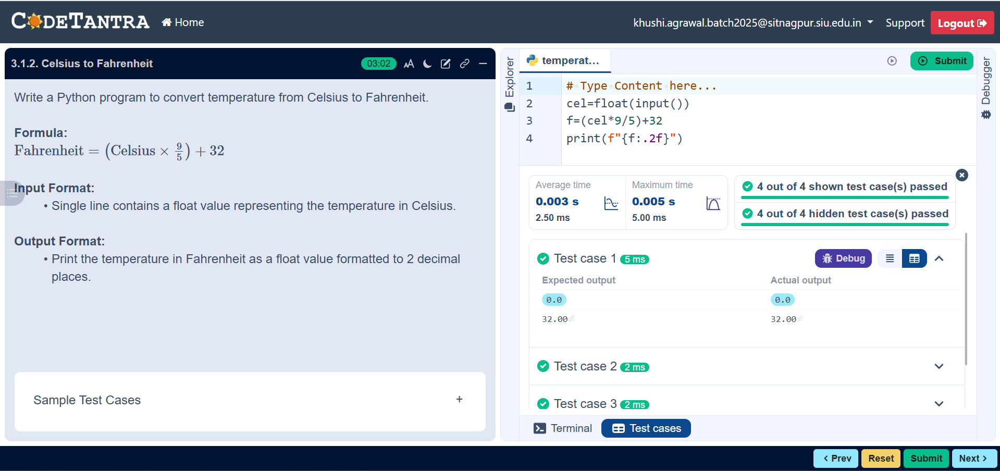 CODETANTRA Home khushi.agrawal.batch2025@sitnagpur.siu.edu.in Support Logout
3.1.2. Celsius to Fahrenheit 03:02 AA
Write a Python program to convert temperature from Celsius to Fahrenheit.
Formula:
Fahrenheit = (Celsius × 9/5) + 32
Input Format:
• Single line contains a float value representing the temperature in Celsius.
Output Format:
• Print the temperature in Fahrenheit as a float value formatted to 2 decimal
places.
Sample Test Cases +
Explorer
temperat...
Submit
Debugger
1 # Type Content here...
2 cel=float(input())
3 f=(cel*9/5)+32
4 print(f"{f:.2f}")
Average time
0.003 s
2.50 ms
Maximum time
0.005 s
5.00 ms
4 out of 4 shown test case(s) passed
4 out of 4 hidden test case(s) passed
Test case 1 5 ms Debug
Expected output Actual output
0.0 0.0
32.00⏎ 32.00⏎
Test case 2 2 ms
Test case 3 2 ms
Terminal Test cases
< Prev Reset Submit Next >